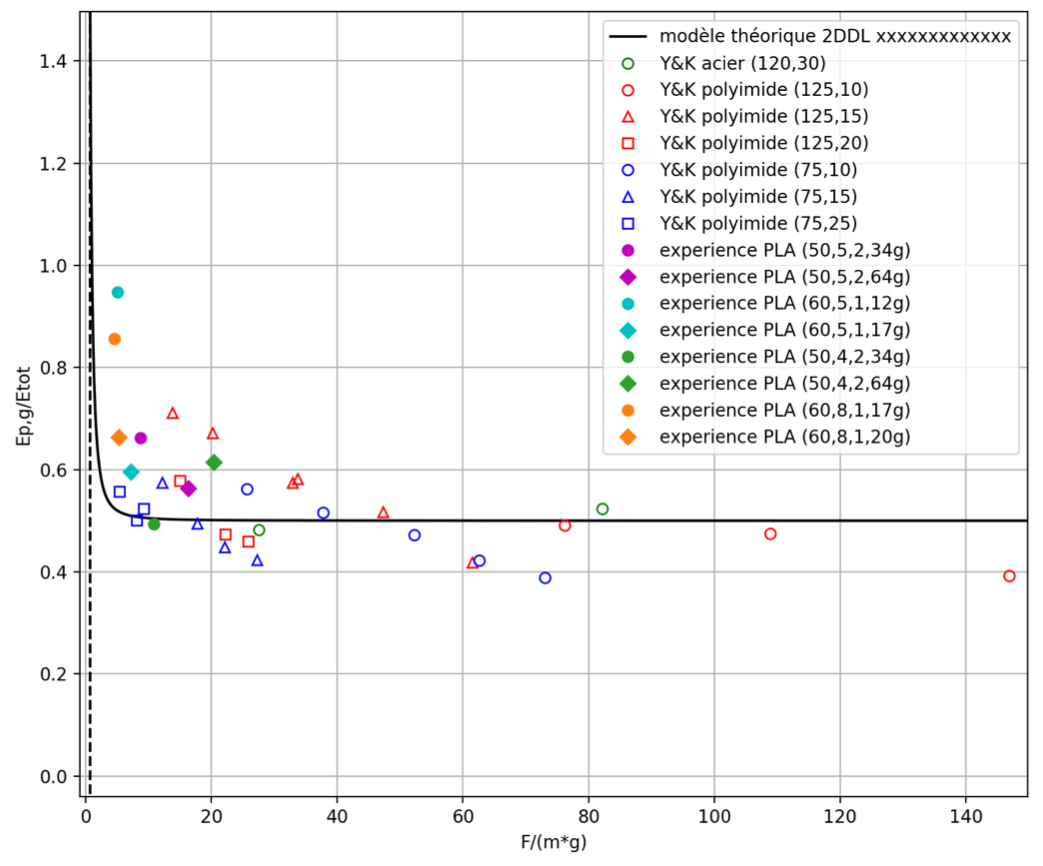 modèle théorique 2DDL xxxxxxxxxxxxx
Y&K acier (120,30)
Y&K polyimide (125,10)
Y&K polyimide (125,15)
Y&K polyimide (125,20)
Y&K polyimide (75,10)
Y&K polyimide (75,15)
Y&K polyimide (75,25)
experience PLA (50,5,2,34g)
experience PLA (50,5,2,64g)
experience PLA (60,5,1,12g)
experience PLA (60,5,1,17g)
experience PLA (50,4,2,34g)
experience PLA (50,4,2,64g)
experience PLA (60,8,1,17g)
experience PLA (60,8,1,20g)
Ep,g/Etot
1.4
1.2
1.0
0.8
0.6
0.4
0.2
0.0
0 20 40 60 80 100 120 140
F/(m*g)